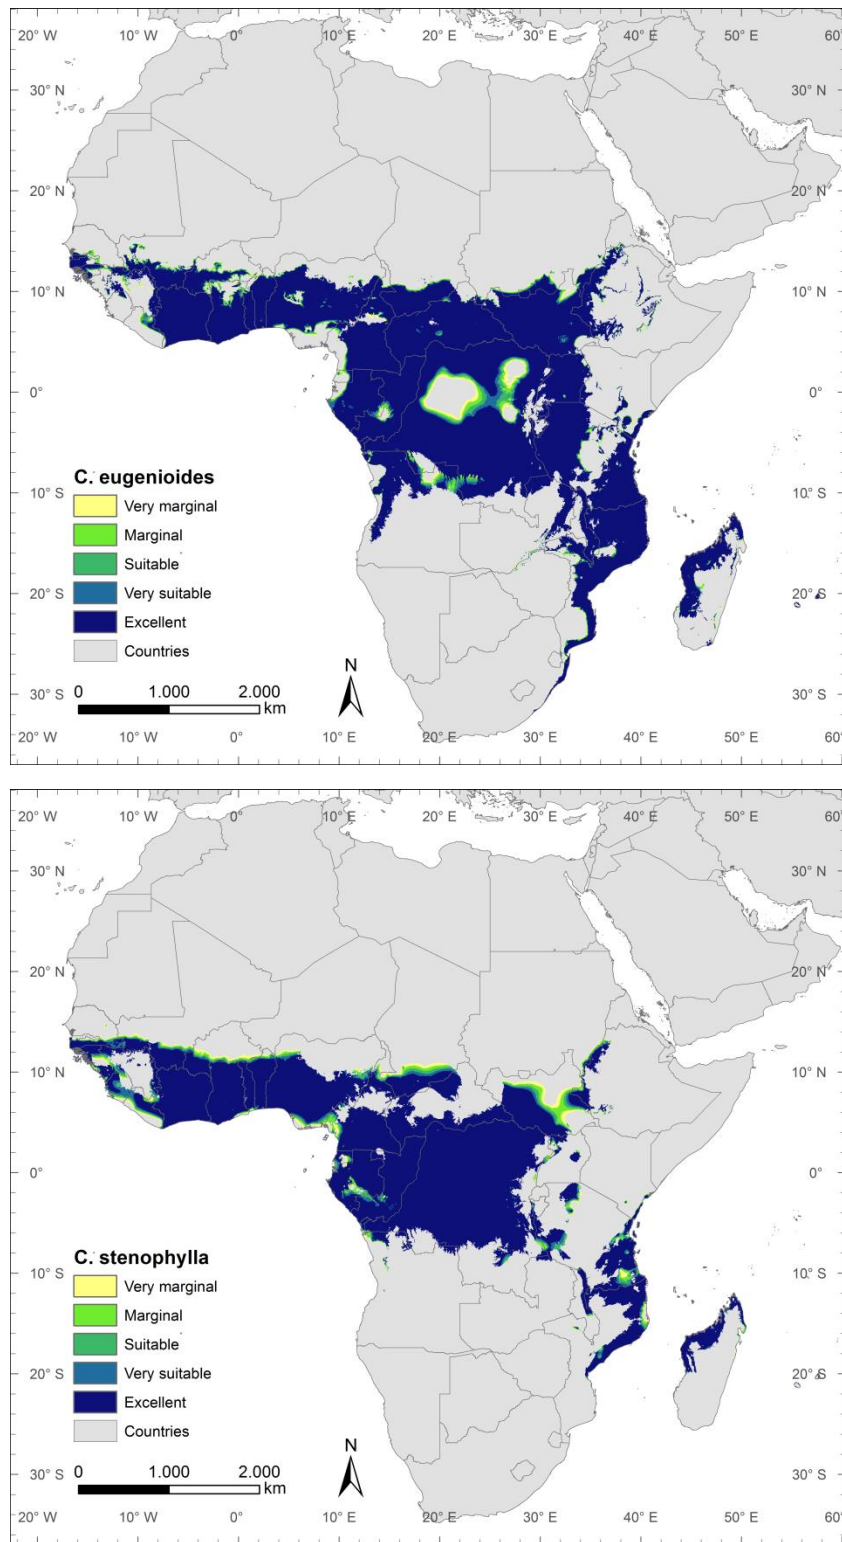 20° W 10° W 0° 10° E 20° E 30° E 40° E 50° E 60°
30° N 30° N
20° N 20° N
10° N 10° N
0° 0°
C. eugenioides
10° S 10° S
Very marginal
Marginal
Suitable
20° S 20° S
Very suitable
Excellent
Countries
N
0 1.000 2.000
km
30° S 30° S
20° W 10° W 0° 10° E 20° E 30° E 40° E 50° E 60°
20° W 10° W 0° 10° E 20° E 30° E 40° E 50° E 60°
30° N 30° N
20° N 20° N
10° N 10° N
0° 0°
C. stenophylla
10° S 10° S
Very marginal
Marginal
Suitable
20° S 20° S
Very suitable
Excellent
Countries
N
0 1.000 2.000
km
30° S 30° S
20° W 10° W 0° 10° E 20° E 30° E 40° E 50° E 60°